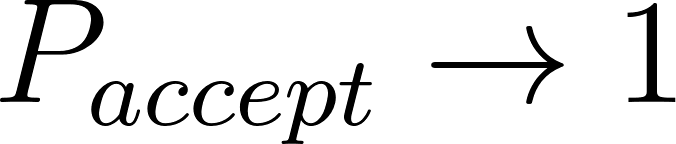 P_{accept} → 1